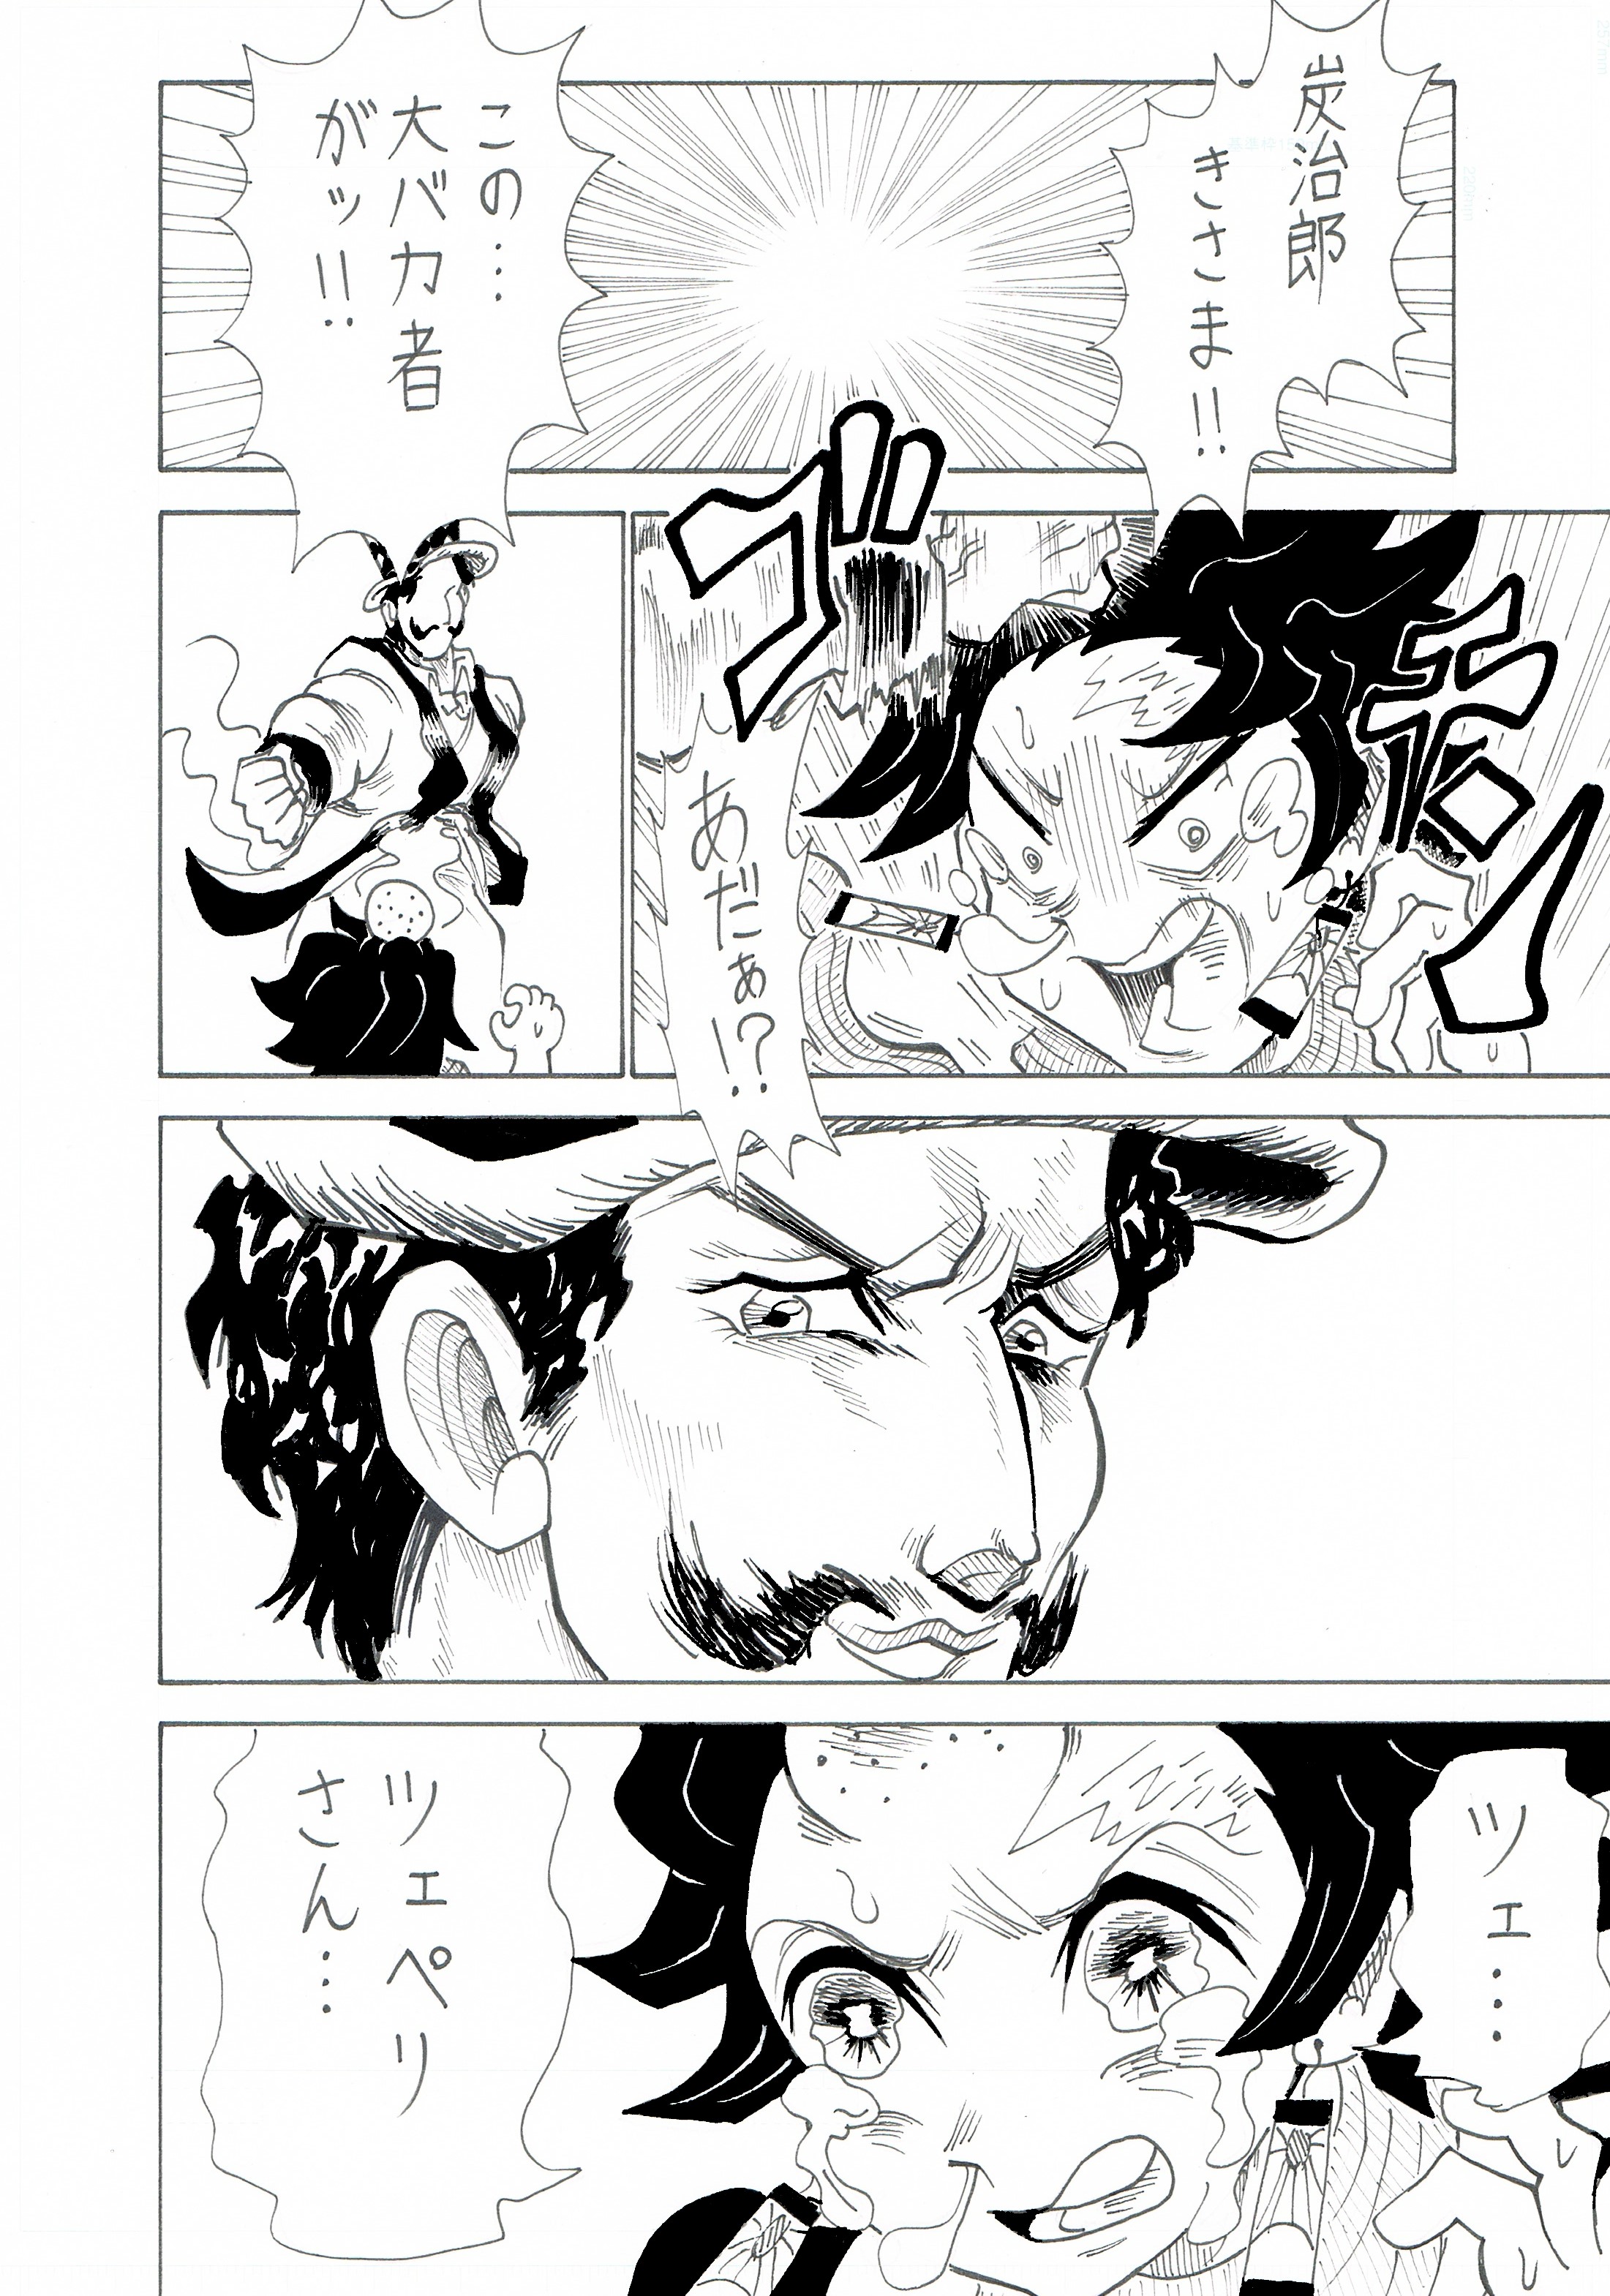 炭治郎
きさま!!
この…
大バカ者
がッ!!
ゴ
ギン
あだぁ!?
ツェ…
ツェペリ
さん…